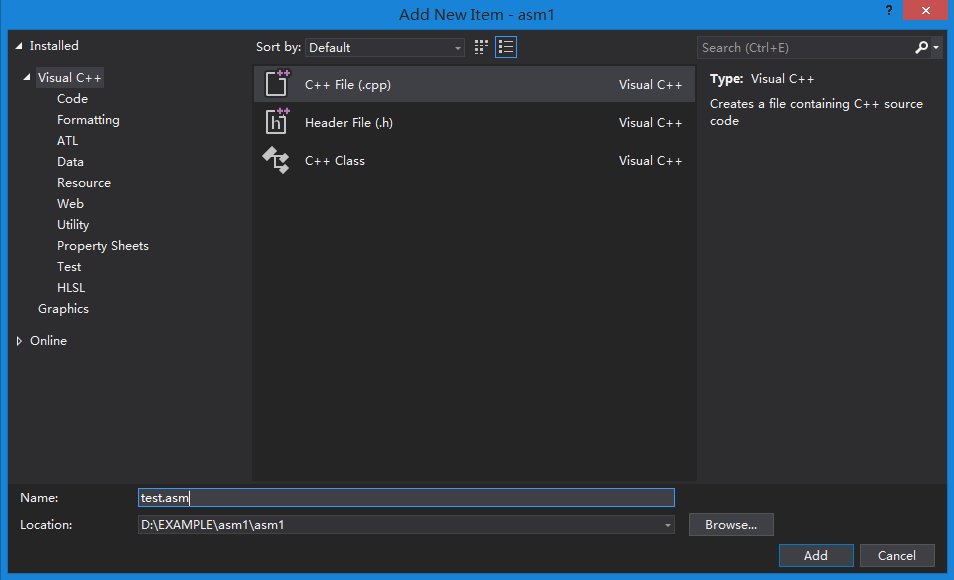 Add New Item - asm1
?
Installed
Visual C++
Code
Formatting
ATL
Data
Resource
Web
Utility
Property Sheets
Test
HLSL
Graphics
Online
Sort by: Default
C++ File (.cpp) Visual C++
Header File (.h) Visual C++
C++ Class Visual C++
Search (Ctrl+E)
Type: Visual C++
Creates a file containing C++ source
code
Name: test.asm
Location: D:\EXAMPLE\asm1\asm1
Browse...
Add Cancel